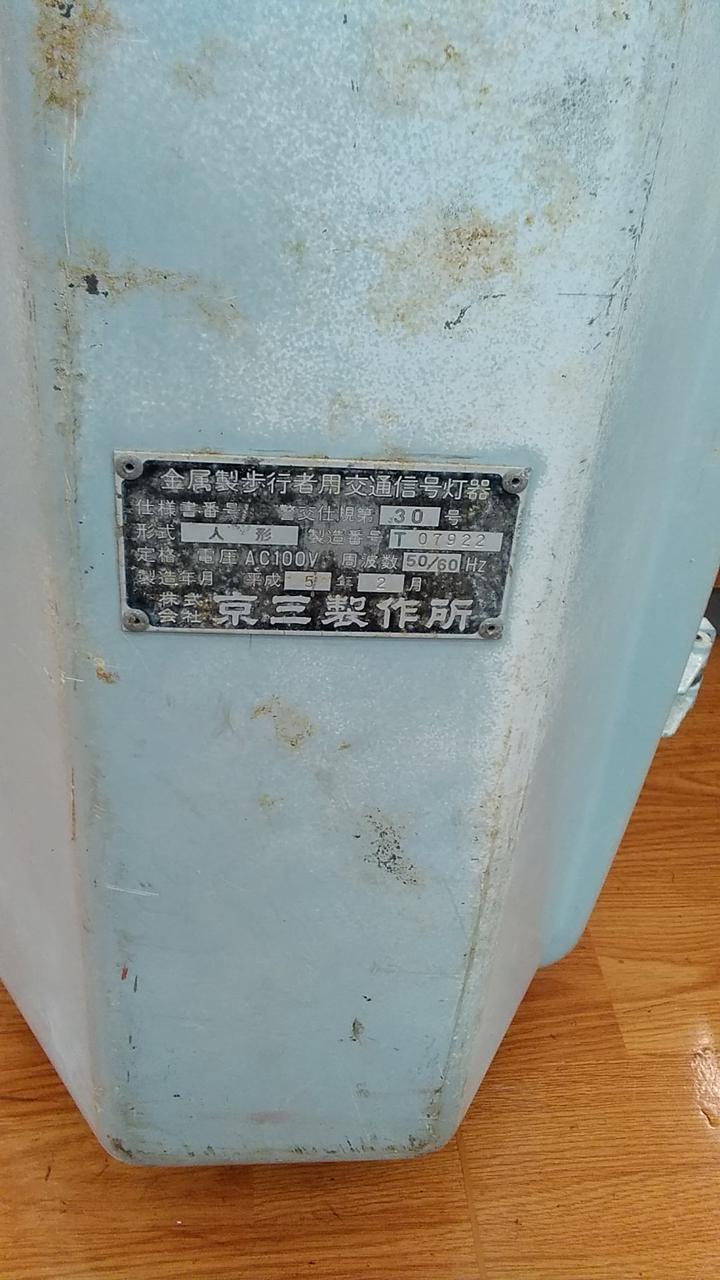 金属製歩行者用交通信号灯器
仕様書番号 警交仕規第 30 号
形式 人形 製造番号 T 07922
定格 電圧 AC100V 周波数 50/60 Hz
製造年月 平成 5 年 2 月
株式会社 京三製作所